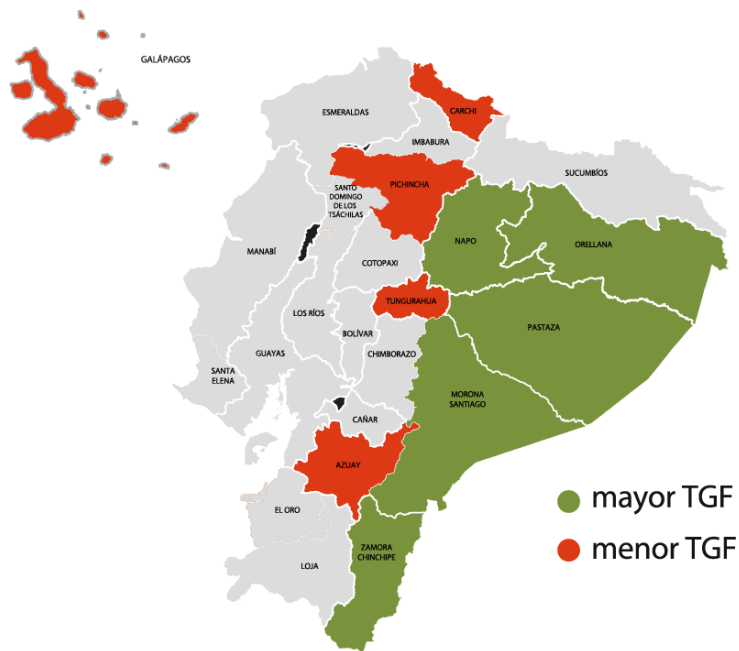 GALÁPAGOS
ESMERALDAS
CARCHI
IMBABURA
SUCUMBÍOS
PICHINCHA
SANTO
DOMINGO
DE LOS
TSÁCHILAS
NAPO
ORELLANA
MANABÍ
COTOPAXI
TUNGURAHUA
LOS RÍOS
BOLÍVAR
PASTAZA
GUAYAS
CHIMBORAZO
SANTA
ELENA
MORONA
SANTIAGO
CAÑAR
AZUAY
EL ORO
ZAMORA
CHINCHIPE
LOJA
mayor TGF
menor TGF